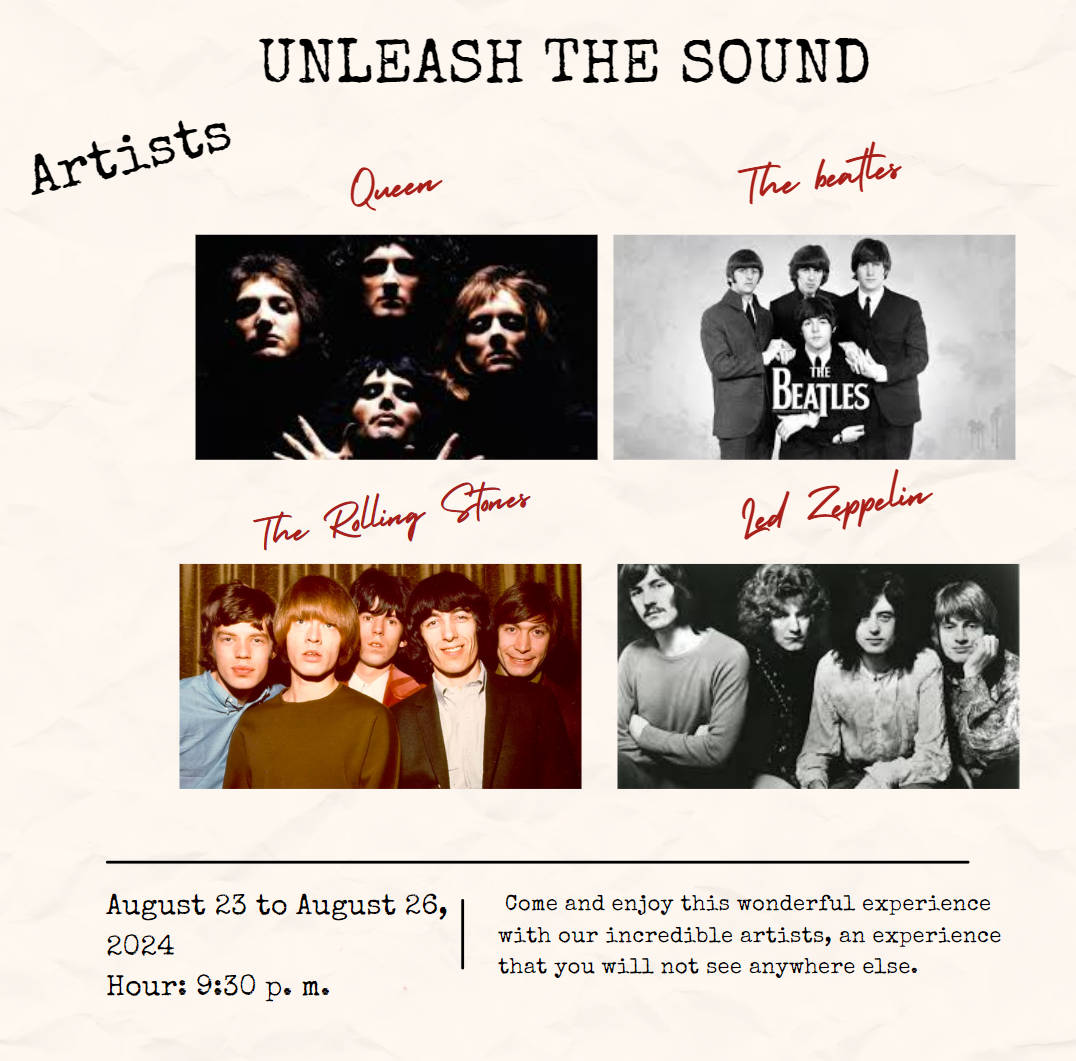 UNLEASH THE SOUND
Artists
Queen
The beatles
THE
BEATLES
The Rolling Stones
Led Zeppelin
August 23 to August 26,
2024
Hour: 9:30 p. m.
Come and enjoy this wonderful experience
with our incredible artists, an experience
that you will not see anywhere else.